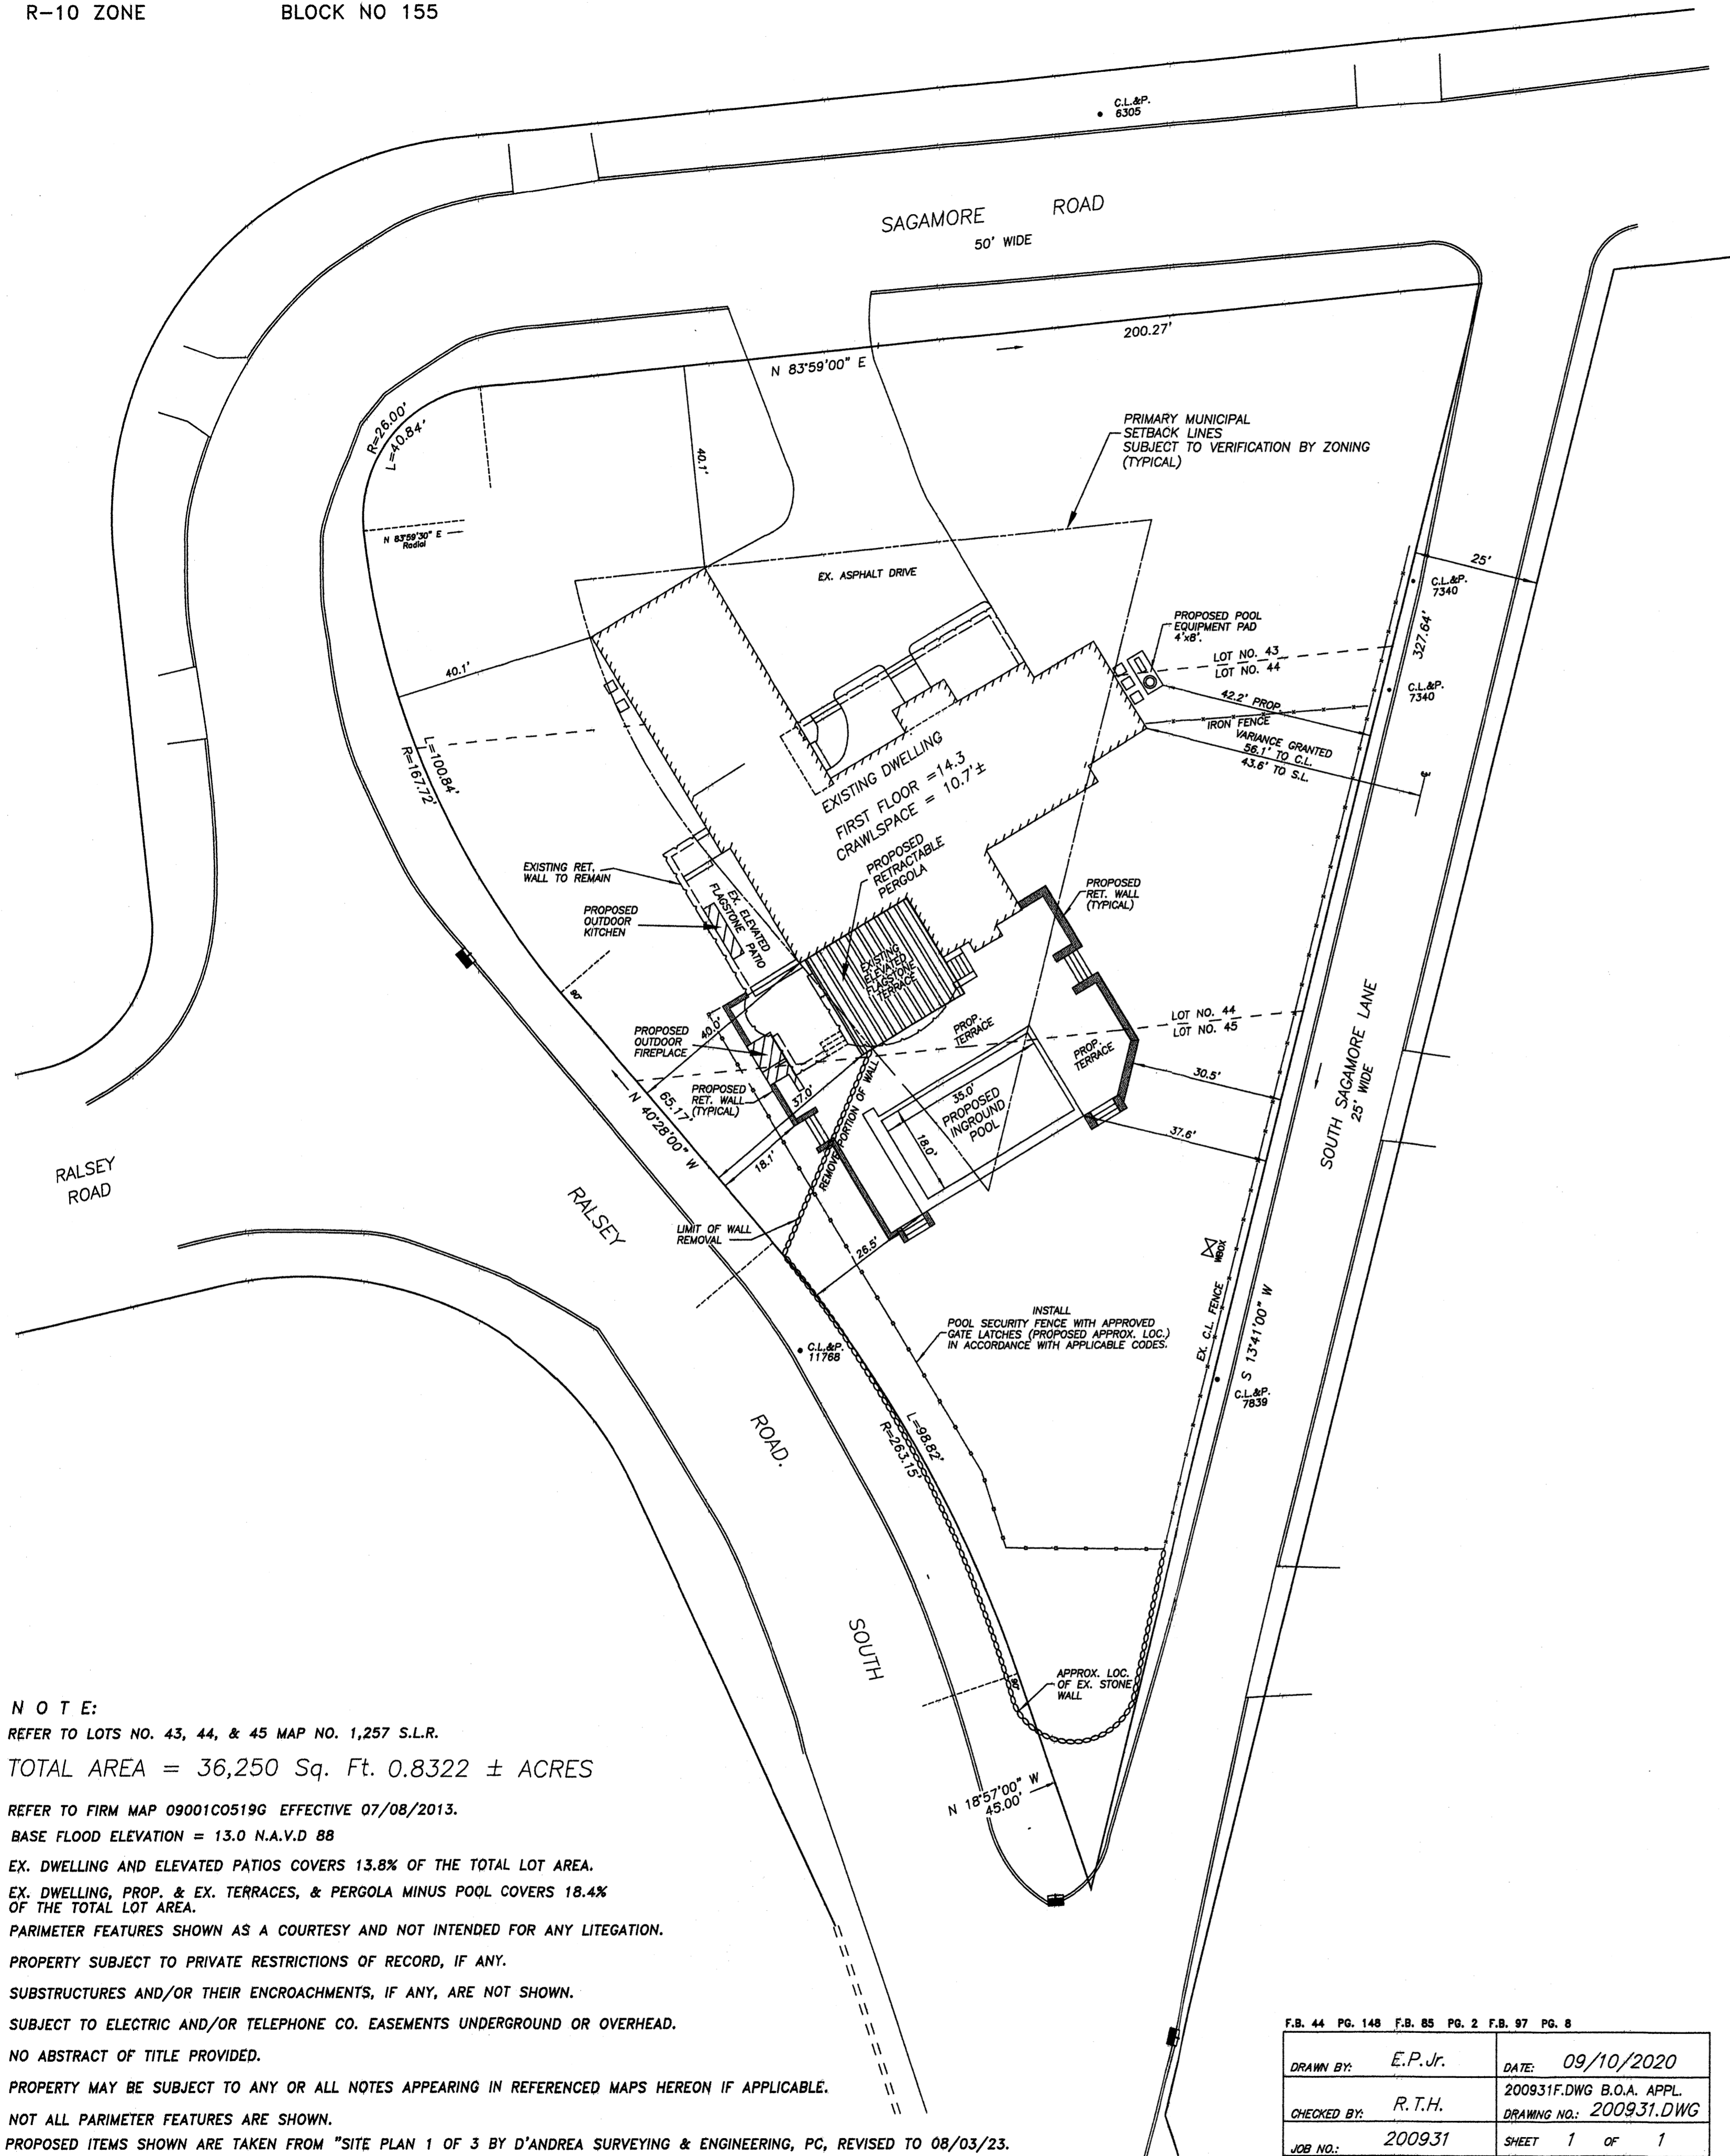 R-10 ZONE
BLOCK NO 155
C.L.&P.
6305
SAGAMORE ROAD
50' WIDE
200.27'
N 83°59'00" E
R=26.00'
L=40.84'
PRIMARY MUNICIPAL
SETBACK LINES
SUBJECT TO VERIFICATION BY ZONING
(TYPICAL)
40.1'
N 83°59'30" E
Radial
EX. ASPHALT DRIVE
25'
C.L.&P.
7340
327.64'
PROPOSED POOL
EQUIPMENT PAD
4'x8'.
LOT NO. 43
LOT NO. 44
40.1'
C.L.&P.
7340
42.2' PROP.
IRON FENCE
VARIANCE GRANTED
56.1' TO C.L.
43.6' TO S.L.
L=100.84'
R=167.72'
EXISTING DWELLING
FIRST FLOOR =14.3
CRAWLSPACE = 10.7'±
PROPOSED
RETRACTABLE
PERGOLA
EXISTING RET.
WALL TO REMAIN
EX. ELEVATED
FLAGSTONE PATIO
PROPOSED
OUTDOOR
KITCHEN
PROPOSED
RET. WALL
(TYPICAL)
EXISTING
ELEVATED
FLAGSTONE
TERRACE
90°
LOT NO. 44
LOT NO. 45
PROP.
TERRACE
PROP.
TERRACE
40.0'
PROPOSED
OUTDOOR
FIREPLACE
PROPOSED
RET. WALL
(TYPICAL)
37.0'
30.5'
SOUTH SAGAMORE LANE
25' WIDE
35.0'
PROPOSED
INGROUND
POOL
18.0'
37.6'
65.17'
N 40°28'00" W
18.1'
REMOVE PORTION OF WALL
RALSEY
ROAD
RALSEY
LIMIT OF WALL
REMOVAL
26.5'
WBOX
EX. C.L. FENCE
S 13°41'00" W
INSTALL
POOL SECURITY FENCE WITH APPROVED
GATE LATCHES (PROPOSED APPROX. LOC.)
IN ACCORDANCE WITH APPLICABLE CODES.
C.L.&P.
11768
C.L.&P.
7839
ROAD.
L=98.82'
R=263.15'
SOUTH
90°
APPROX. LOC.
OF EX. STONE
WALL
N 18°57'00" W
45.00'
N O T E:
REFER TO LOTS NO. 43, 44, & 45 MAP NO. 1,257 S.L.R.
TOTAL AREA = 36,250 Sq. Ft. 0.8322 ± ACRES
REFER TO FIRM MAP 09001C0519G EFFECTIVE 07/08/2013.
BASE FLOOD ELEVATION = 13.0 N.A.V.D 88
EX. DWELLING AND ELEVATED PATIOS COVERS 13.8% OF THE TOTAL LOT AREA.
EX. DWELLING, PROP. & EX. TERRACES, & PERGOLA MINUS POOL COVERS 18.4%
OF THE TOTAL LOT AREA.
PARIMETER FEATURES SHOWN AS A COURTESY AND NOT INTENDED FOR ANY LITEGATION.
PROPERTY SUBJECT TO PRIVATE RESTRICTIONS OF RECORD, IF ANY.
SUBSTRUCTURES AND/OR THEIR ENCROACHMENTS, IF ANY, ARE NOT SHOWN.
SUBJECT TO ELECTRIC AND/OR TELEPHONE CO. EASEMENTS UNDERGROUND OR OVERHEAD.
NO ABSTRACT OF TITLE PROVIDED.
PROPERTY MAY BE SUBJECT TO ANY OR ALL NOTES APPEARING IN REFERENCED MAPS HEREON IF APPLICABLE.
NOT ALL PARIMETER FEATURES ARE SHOWN.
PROPOSED ITEMS SHOWN ARE TAKEN FROM "SITE PLAN 1 OF 3 BY D'ANDREA SURVEYING & ENGINEERING, PC, REVISED TO 08/03/23.
F.B. 44 PG. 148 F.B. 85 PG. 2 F.B. 97 PG. 8
DRAWN BY: E.P.Jr.
DATE: 09/10/2020
CHECKED BY: R.T.H.
200931F.DWG B.O.A. APPL.
DRAWING NO.: 200931.DWG
JOB NO.: 200931
SHEET 1 OF 1